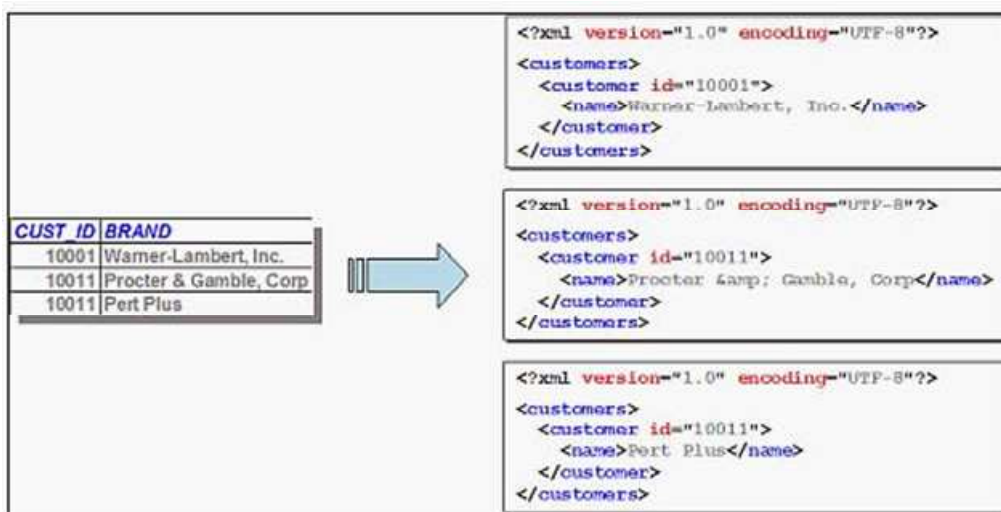 CUST_ID BRAND
10001 Warner-Lambert, Inc.
10011 Procter & Gamble, Corp
10011 Pert Plus
<?xml version="1.0" encoding="UTF-8"?>
<customers>
<customer id="10001">
<name>Warner-Lambert, Inc.</name>
</customer>
</customers>
<?xml version="1.0" encoding="UTF-8"?>
<customers>
<customer id="10011">
<name>Procter &amp; Gamble, Corp</name>
</customer>
</customers>
<?xml version="1.0" encoding="UTF-8"?>
<customers>
<customer id="10011">
<name>Pert Plus</name>
</customer>
</customers>